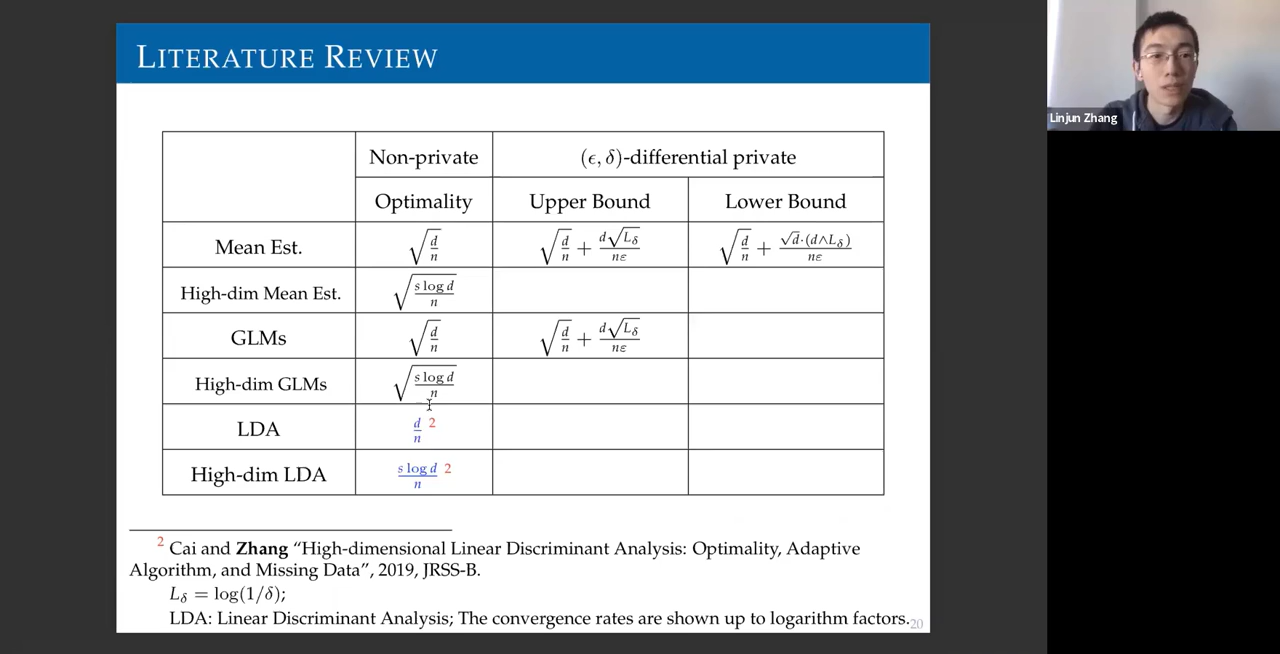 LITERATURE REVIEW
Linjun Zhang
Non-private (ϵ, δ)-differential private
Optimality Upper Bound Lower Bound
Mean Est. √(d/n) √(d/n) + d√L_δ/(nε) √(d/n) + √d·(d∧L_δ)/(nε)
High-dim Mean Est. √(s log d/n)
GLMs √(d/n) √(d/n) + d√L_δ/(nε)
High-dim GLMs √(s log d/n)
LDA d/n 2
High-dim LDA s log d/n 2
2 Cai and Zhang “High-dimensional Linear Discriminant Analysis: Optimality, Adaptive
Algorithm, and Missing Data”, 2019, JRSS-B.
L_δ = log(1/δ);
LDA: Linear Discriminant Analysis; The convergence rates are shown up to logarithm factors.
20